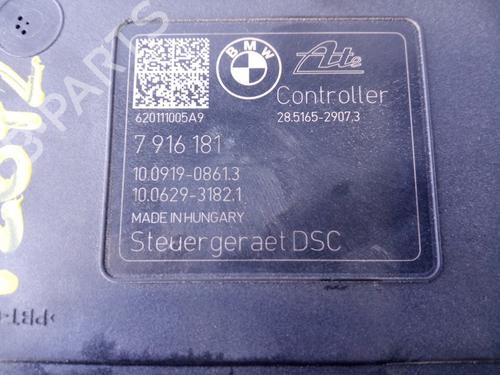 BMW
Ate
Controller
620111005A9
28.5165-2907.3
7 916 181
10.0919-0861.3
10.0629-3182.1
MADE IN HUNGARY
Steuergeraet DSC